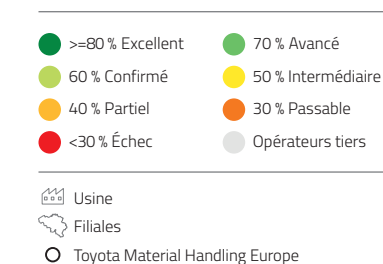 >=80 % Excellent
70 % Avancé
60 % Confirmé
50 % Intermédiaire
40 % Partiel
30 % Passable
<30 % Échec
Opérateurs tiers
Usine
Filiales
Toyota Material Handling Europe